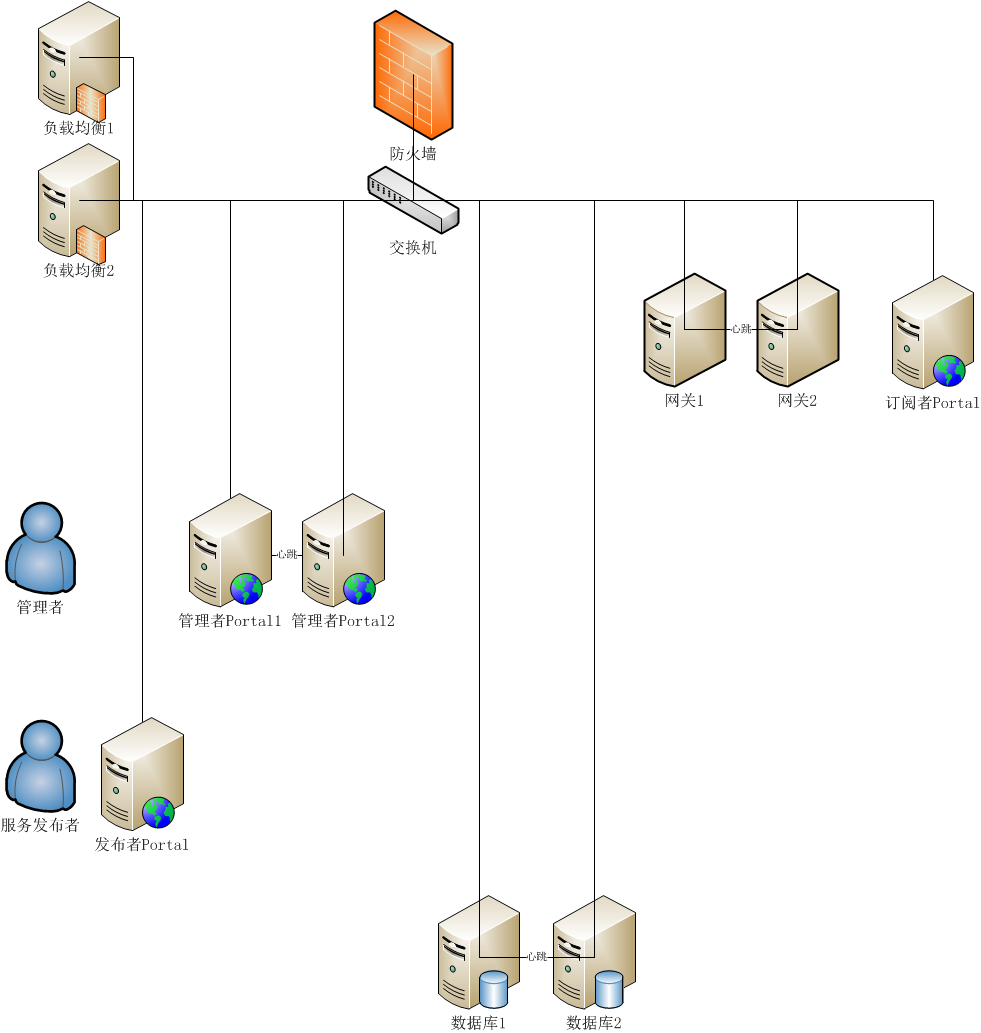 负载均衡1
防火墙
负载均衡2
交换机
心跳
网关1
网关2
订阅者Portal
心跳
管理者
管理者Portal1
管理者Portal2
服务发布者
发布者Portal
心跳
数据库1
数据库2